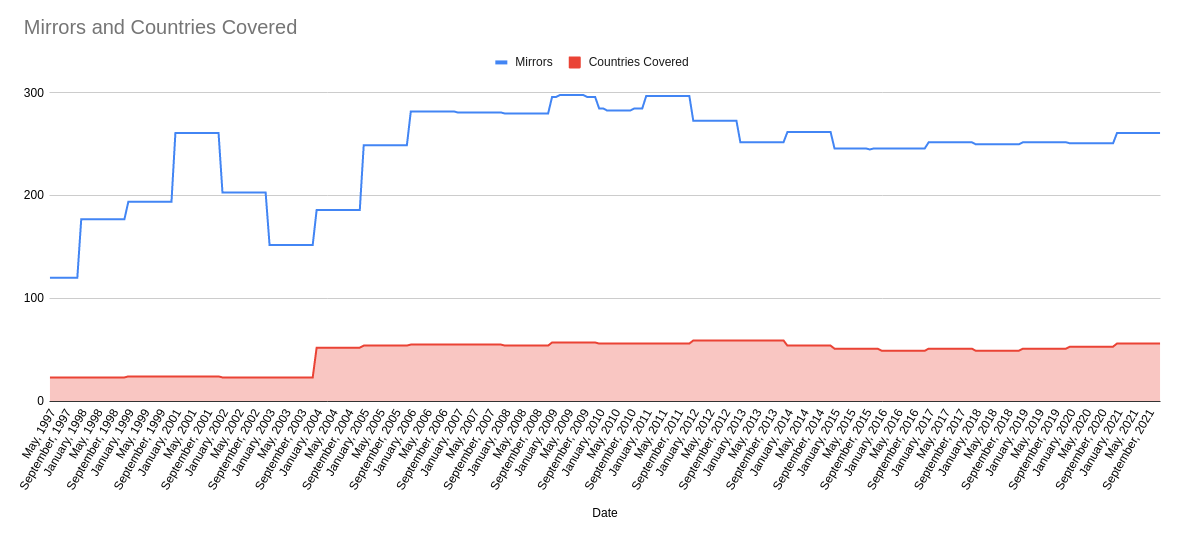 Mirrors and Countries Covered
Mirrors
Countries Covered
300
200
100
0
May, 1997
September, 1997
January, 1998
May, 1998
September, 1998
January, 1999
May, 1999
September, 1999
January, 2001
May, 2001
September, 2001
January, 2002
May, 2002
September, 2002
January, 2003
May, 2003
September, 2003
January, 2004
May, 2004
September, 2004
January, 2005
May, 2005
September, 2005
January, 2006
May, 2006
September, 2006
January, 2007
May, 2007
September, 2007
January, 2008
May, 2008
September, 2008
January, 2009
May, 2009
September, 2009
January, 2010
May, 2010
September, 2010
January, 2011
May, 2011
September, 2011
January, 2012
May, 2012
September, 2012
January, 2013
May, 2013
September, 2013
January, 2014
May, 2014
September, 2014
January, 2015
May, 2015
September, 2015
January, 2016
May, 2016
September, 2016
January, 2017
May, 2017
September, 2017
January, 2018
May, 2018
September, 2018
January, 2019
May, 2019
September, 2019
January, 2020
May, 2020
September, 2020
January, 2021
May, 2021
September, 2021
Date